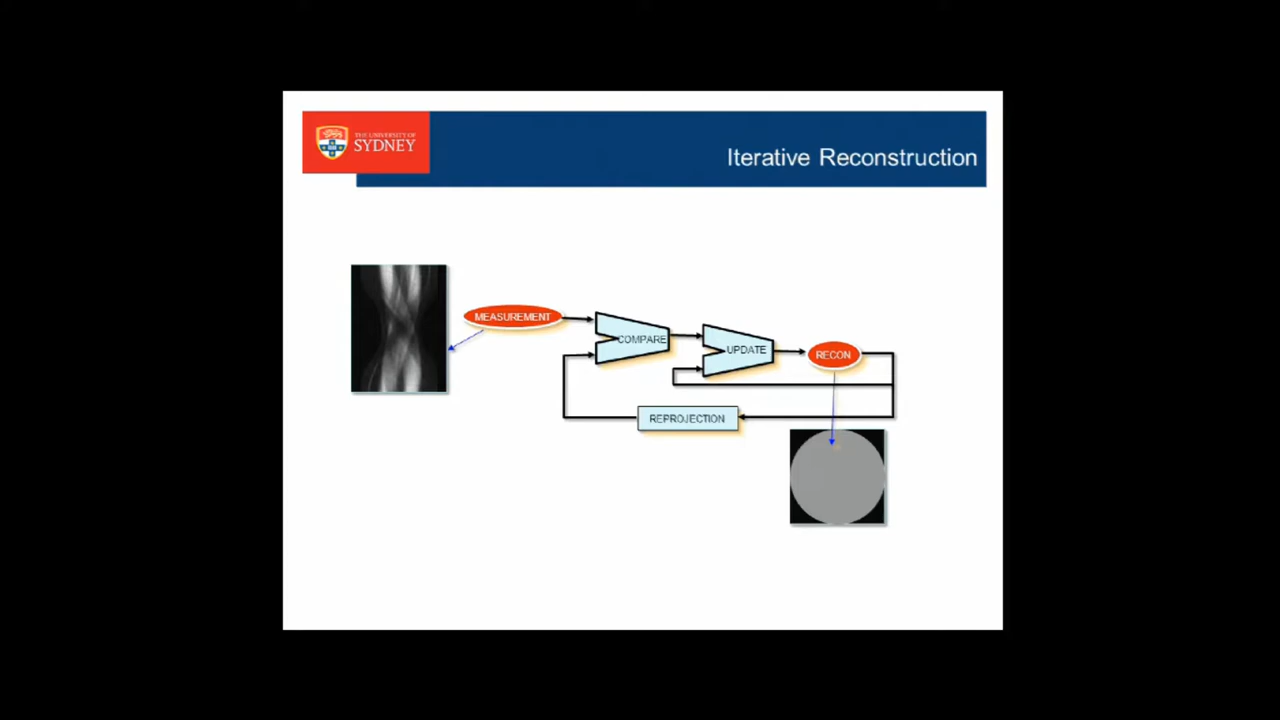 THE UNIVERSITY OF
SYDNEY
Iterative Reconstruction
MEASUREMENT
COMPARE
UPDATE
RECON
REPROJECTION